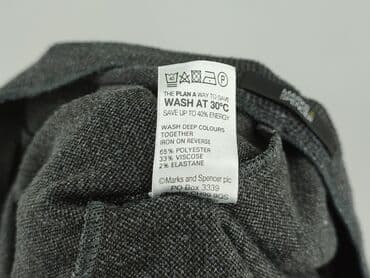 THE PLAN A WAY TO SAVE
WASH AT 30°C
SAVE UP TO 40% ENERGY
WASH DEEP COLOURS
TOGETHER
IRON ON REVERSE
65% POLYESTER
33% VISCOSE
2% ELASTANE
©Marks and Spencer plc
PO Box 3339